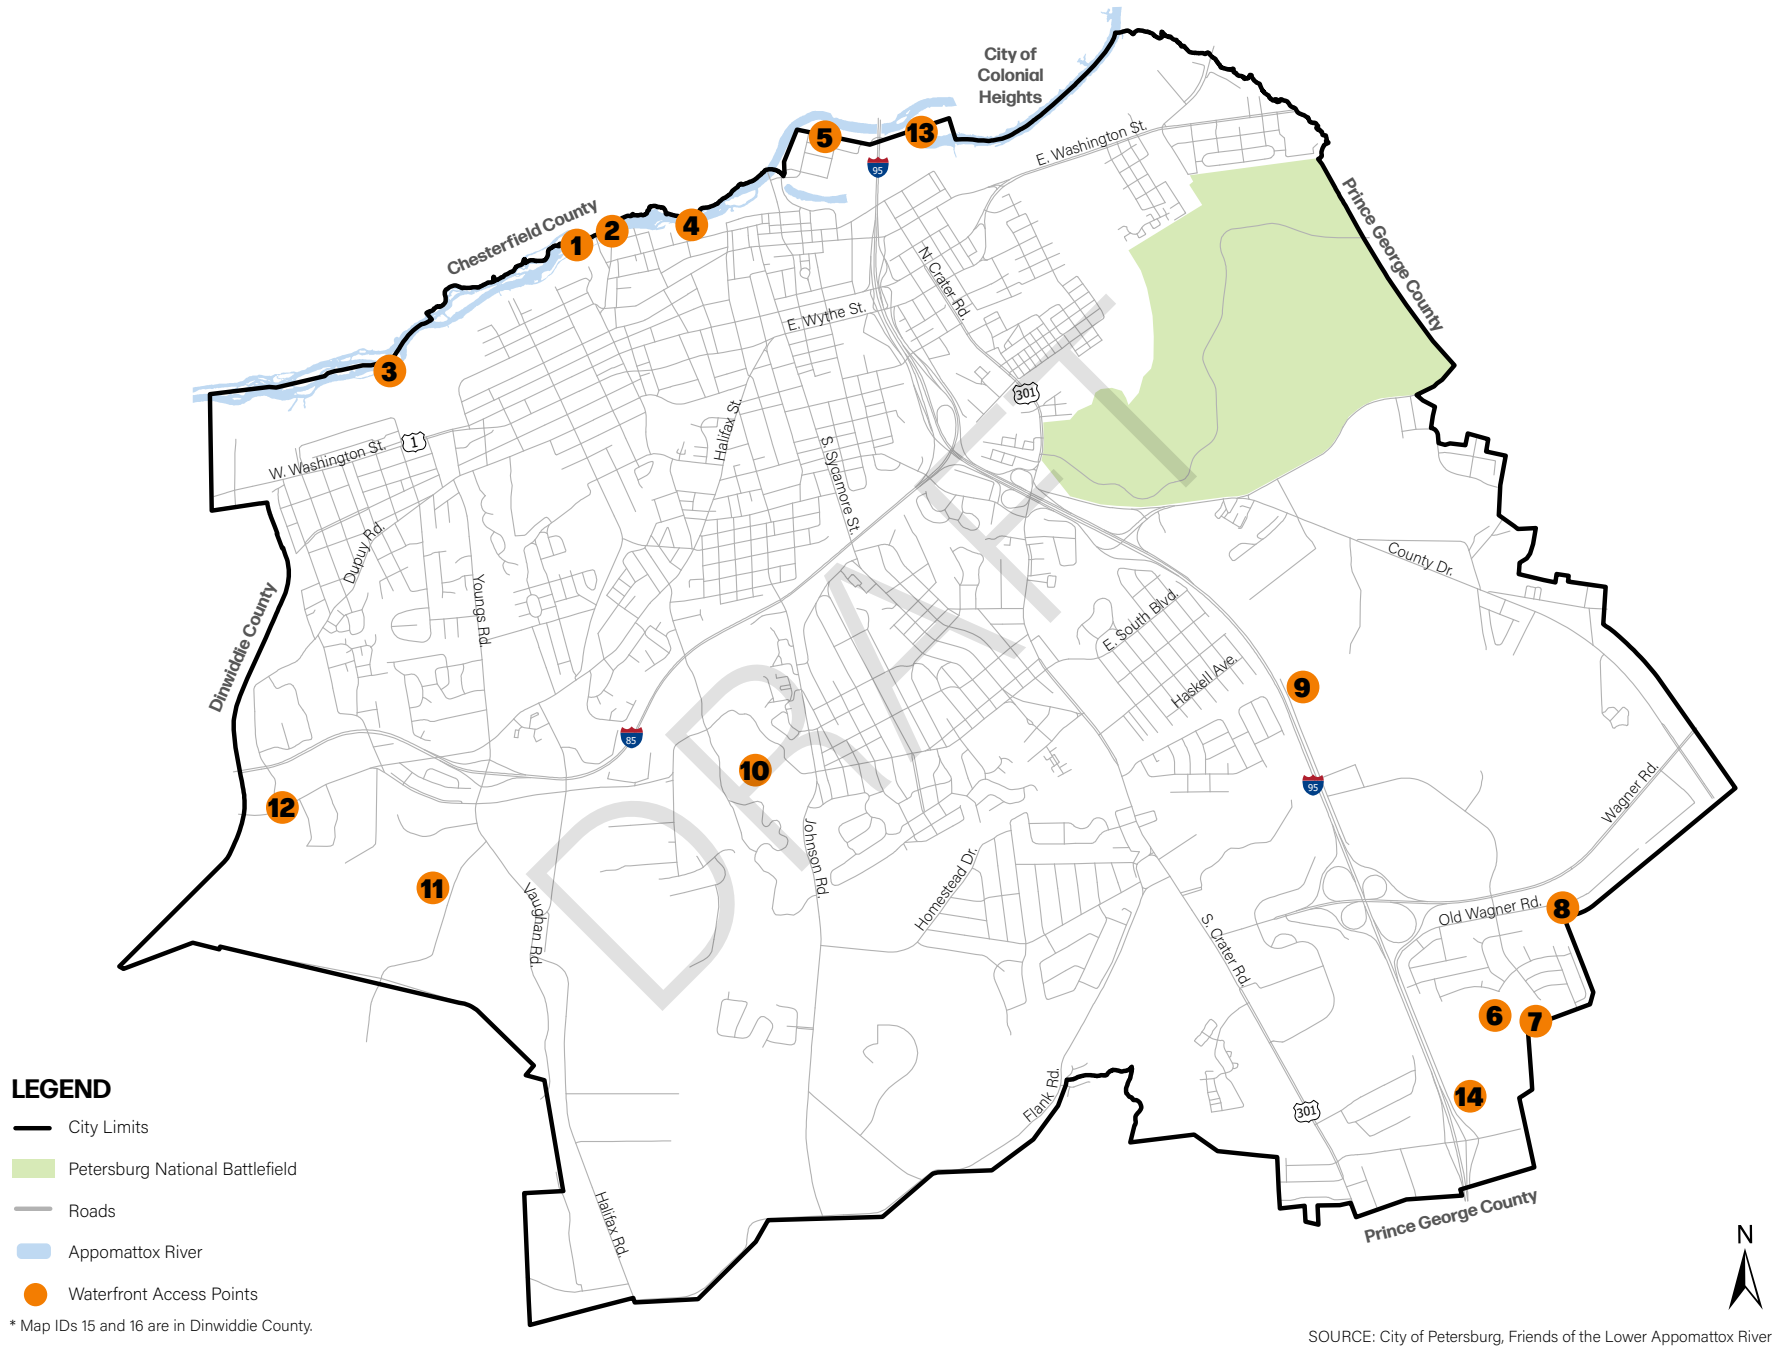 City of
Colonial
Heights
5
13
95
E. Washington St.
Prince George County
Chesterfield County
1
2
4
N. Crater Rd.
E. Wythe St.
3
301
Halifax St.
W. Washington St.
1
S. Sycamore St.
Dupuy Rd.
County Dr.
Youngs Rd.
E. South Blvd.
Haskell Ave.
Dinwiddie County
9
85
10
95
12
Wagner Rd.
Johnson Rd.
Homestead Dr.
11
Vaughan Rd.
Old Wagner Rd.
8
S. Crater Rd.
6
7
14
Flank Rd.
301
Halifax Rd.
Prince George County
DRAFT
LEGEND
City Limits
Petersburg National Battlefield
Roads
Appomattox River
Waterfront Access Points
* Map IDs 15 and 16 are in Dinwiddie County.
N
SOURCE: City of Petersburg, Friends of the Lower Appomattox River